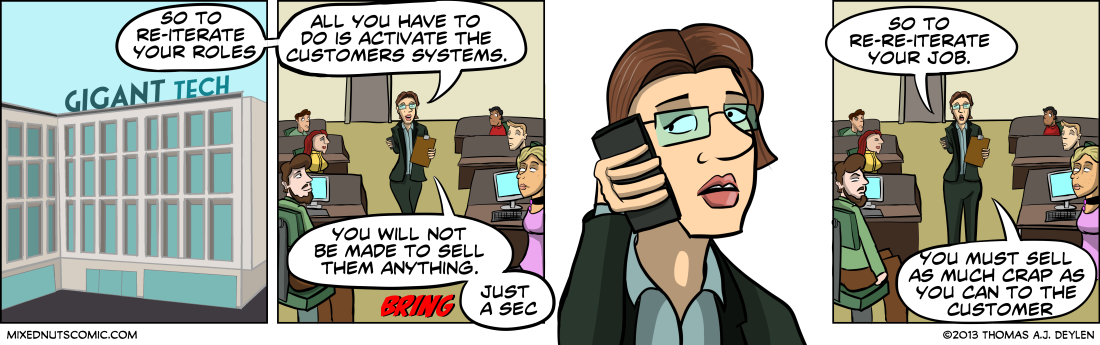 SO TO
RE-ITERATE
YOUR ROLES
GIGANT TECH
ALL YOU HAVE TO
DO IS ACTIVATE THE
CUSTOMERS SYSTEMS.
YOU WILL NOT
BE MADE TO SELL
THEM ANYTHING.
BRING
JUST
A SEC
SO TO
RE-RE-ITERATE
YOUR JOB.
YOU MUST SELL
AS MUCH CRAP AS
YOU CAN TO THE
CUSTOMER
MIXEDNUTSCOMIC.COM
©2013 THOMAS A.J. DEYLEN